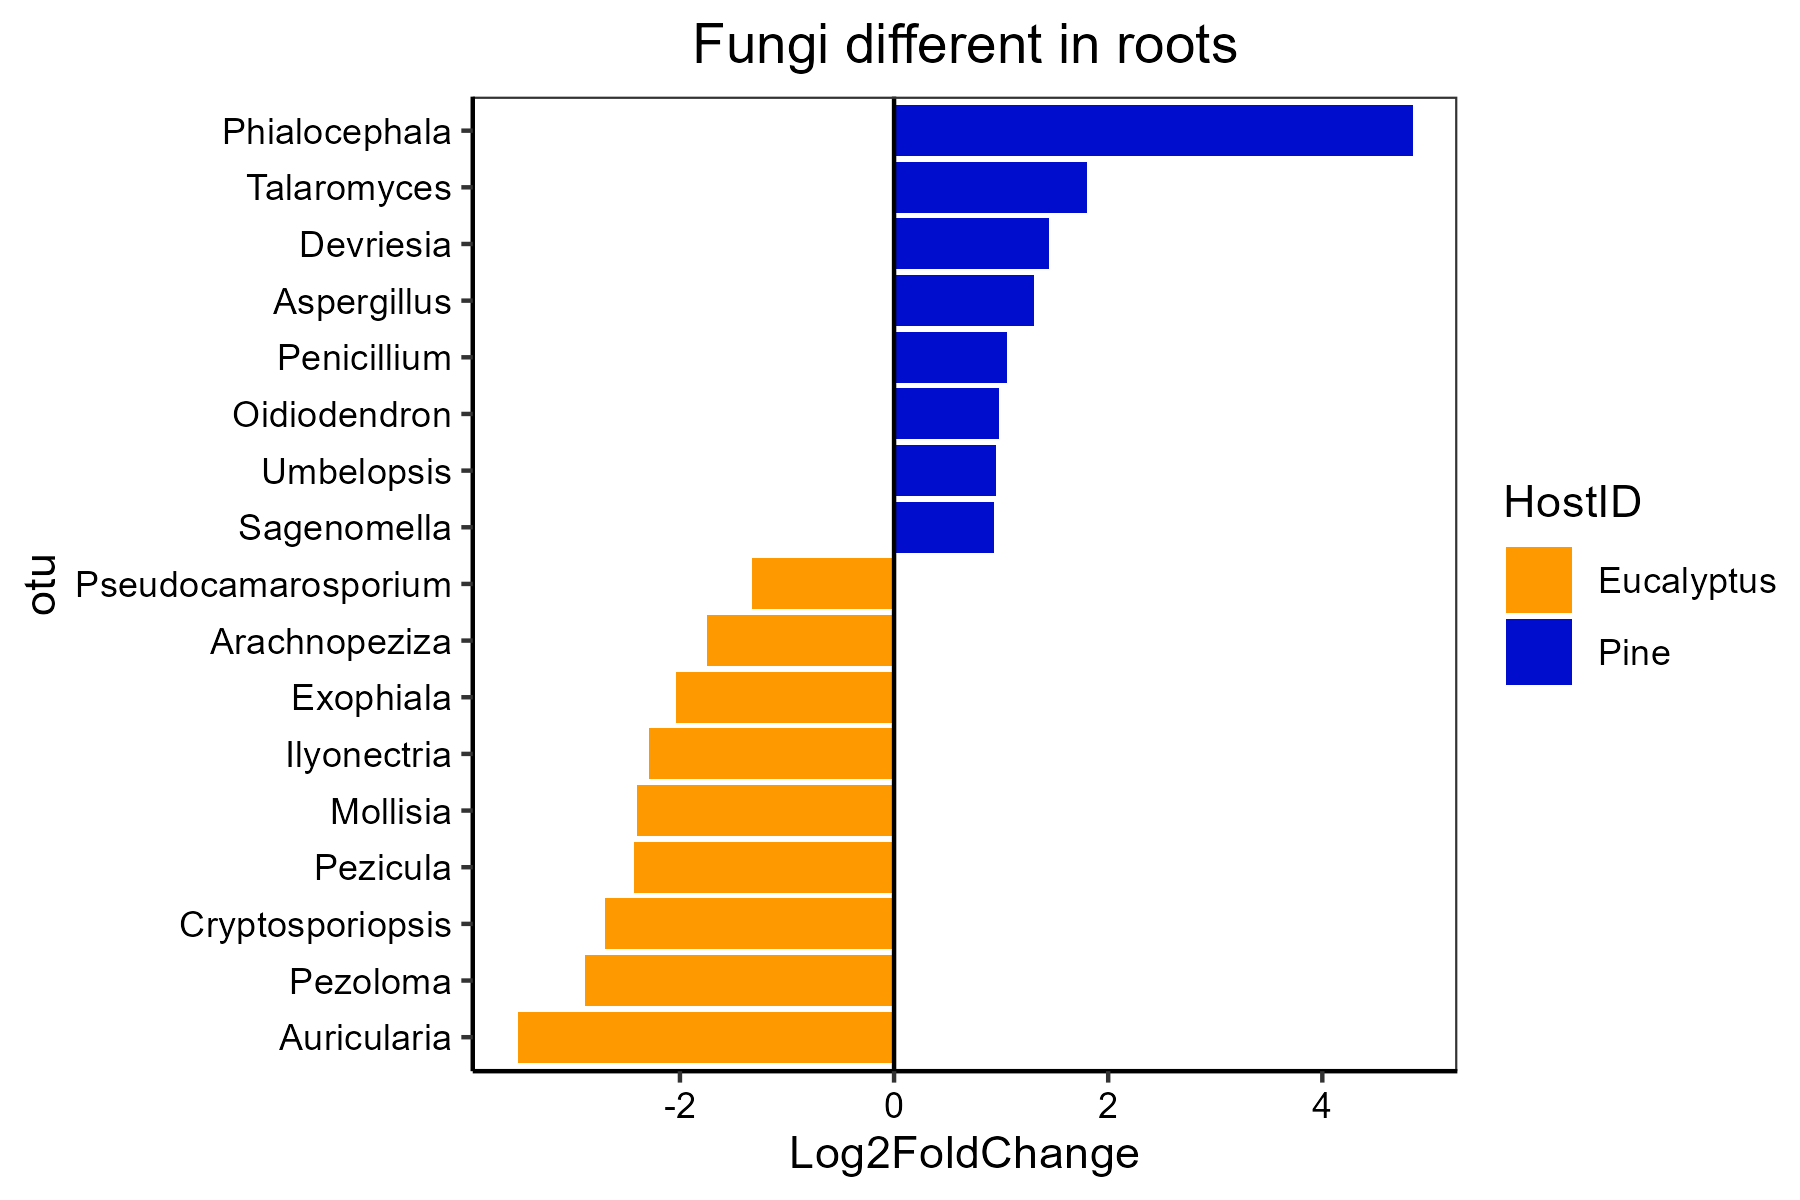 Fungi different in roots
Phialocephala
Talaromyces
Devriesia
Aspergillus
Penicillium
Oidiodendron
Umbelopsis
Sagenomella
Pseudocamarosporium
Arachnopeziza
Exophiala
Ilyonectria
Mollisia
Pezicula
Cryptosporiopsis
Pezoloma
Auricularia
otu
-2 0 2 4
Log2FoldChange
HostID
Eucalyptus
Pine